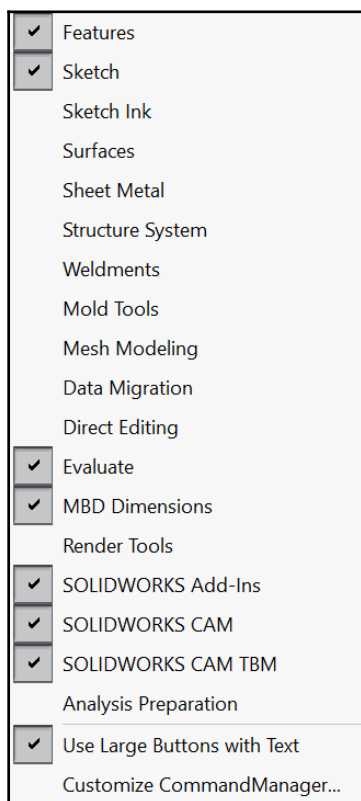 Features
Sketch
Sketch Ink
Surfaces
Sheet Metal
Structure System
Weldments
Mold Tools
Mesh Modeling
Data Migration
Direct Editing
Evaluate
MBD Dimensions
Render Tools
SOLIDWORKS Add-Ins
SOLIDWORKS CAM
SOLIDWORKS CAM TBM
Analysis Preparation
Use Large Buttons with Text
Customize CommandManager...